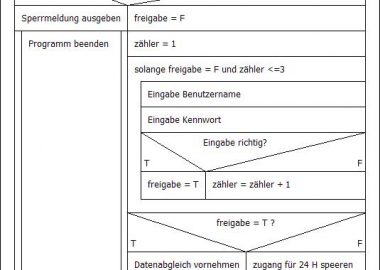 Sperrmeldung ausgeben
freigabe = F
Programm beenden
zähler = 1
solange freigabe = F und zähler <=3
Eingabe Benutzername
Eingabe Kennwort
Eingabe richtig?
T
F
freigabe = T
zähler = zähler + 1
freigabe = T ?
T
F
Datenabgleich vornehmen
zugang für 24 H speeren